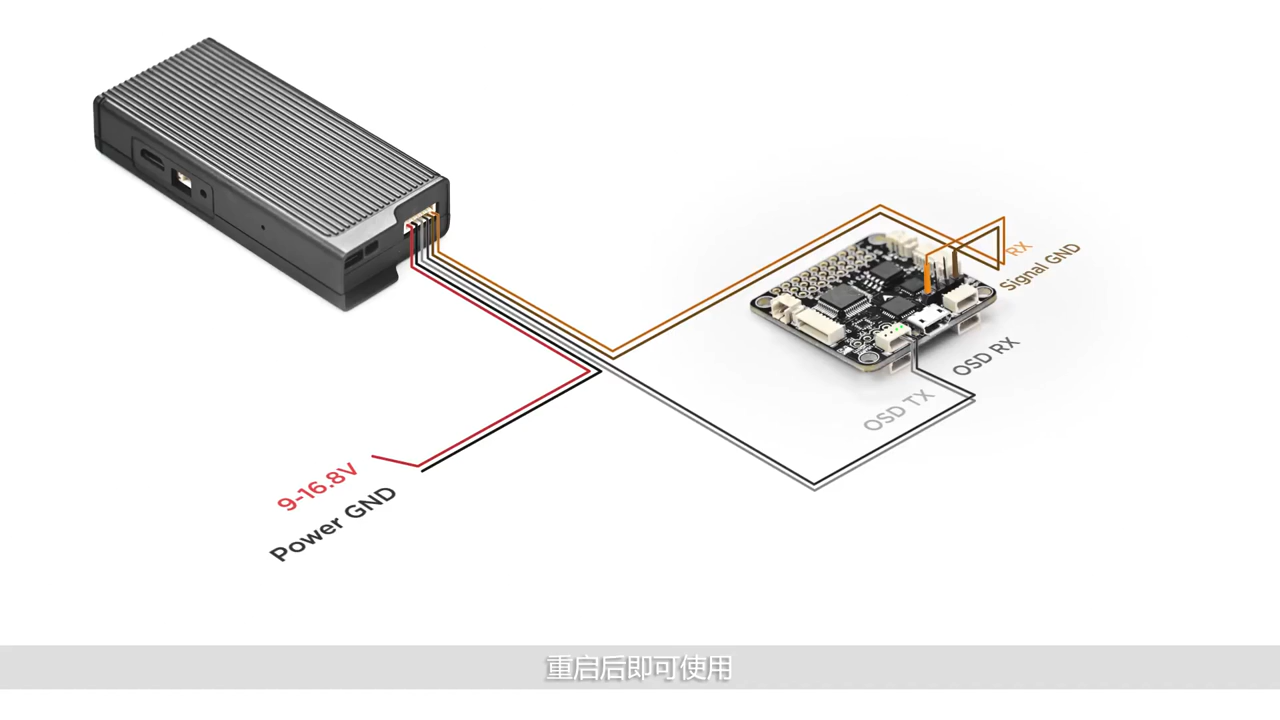 RX
Signal GND
OSD RX
OSD TX
9-16.8V
Power GND
重启后即可使用